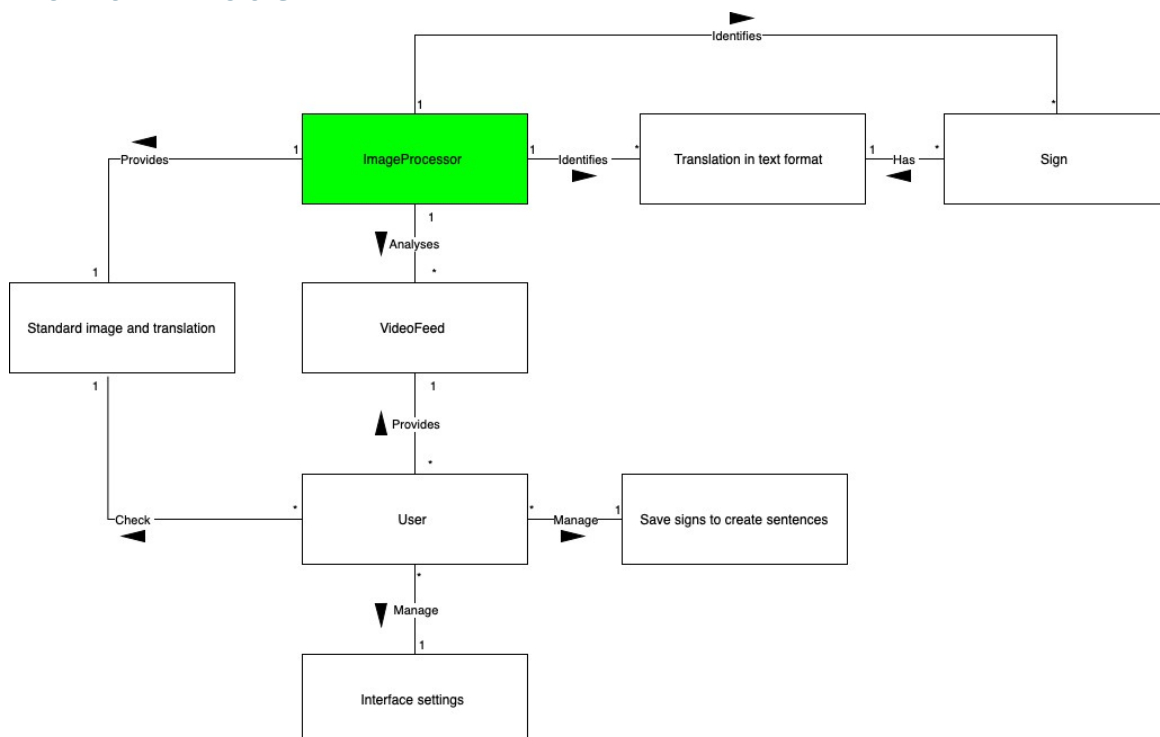 Identifies
1
*
ImageProcessor
1
1
Identifies
*
Translation in text format
1
Has
*
Sign
Provides
1
Analyses
1
*
Standard image and translation
VideoFeed
1
1
Provides
*
Check
*
User
*
Manage
1
Save signs to create sentences
*
Manage
1
Interface settings